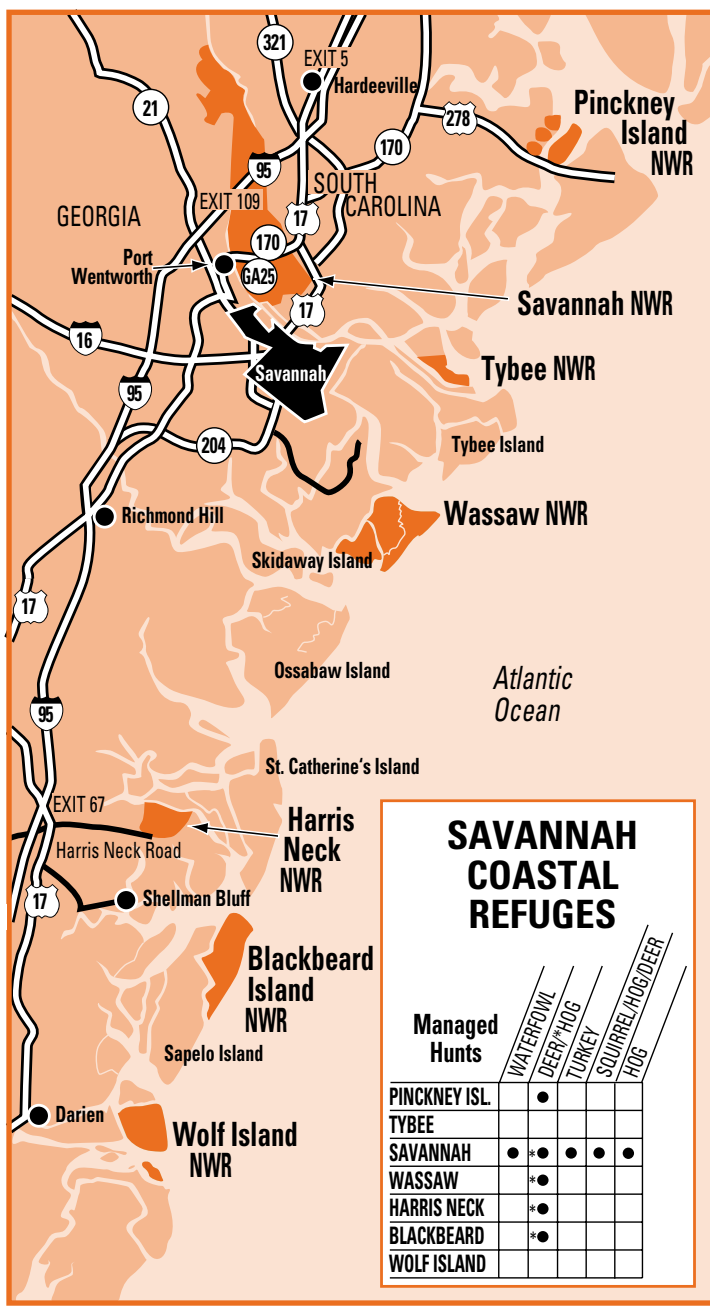 321
EXIT 5
Hardeeville
21
Pinckney
Island
NWR
278
170
95
SOUTH
CAROLINA
EXIT 109
GEORGIA
17
170
Port
Wentworth
GA25
Savannah NWR
17
16
Savannah
Tybee NWR
95
204
Tybee Island
Richmond Hill
Wassaw NWR
Skidaway Island
17
Ossabaw Island
Atlantic
Ocean
95
St. Catherine's Island
EXIT 67
Harris
Neck
NWR
Harris Neck Road
17
Shellman Bluff
Blackbeard
Island
NWR
Sapelo Island
Darien
Wolf Island
NWR
SAVANNAH
COASTAL
REFUGES
Managed
Hunts
WATERFOWL
DEER/*HOG
TURKEY
SQUIRREL/HOG/DEER
HOG
PINCKNEY ISL. ●
TYBEE
SAVANNAH ● *● ● ● ●
WASSAW *●
HARRIS NECK *●
BLACKBEARD *●
WOLF ISLAND